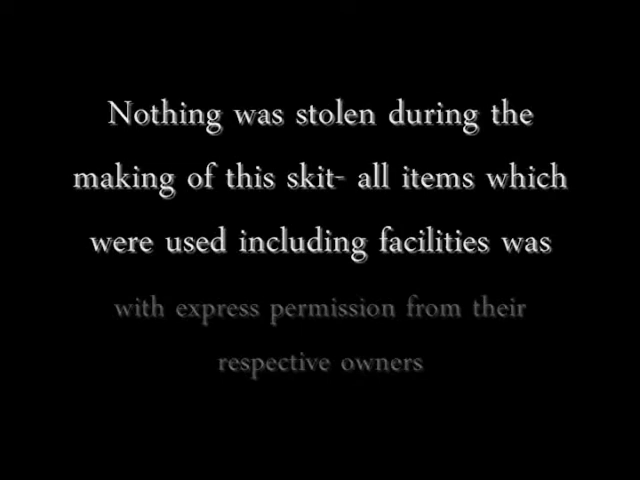 Nothing was stolen during the
making of this skit- all items which
were used including facilities was
with express permission from their
respective owners